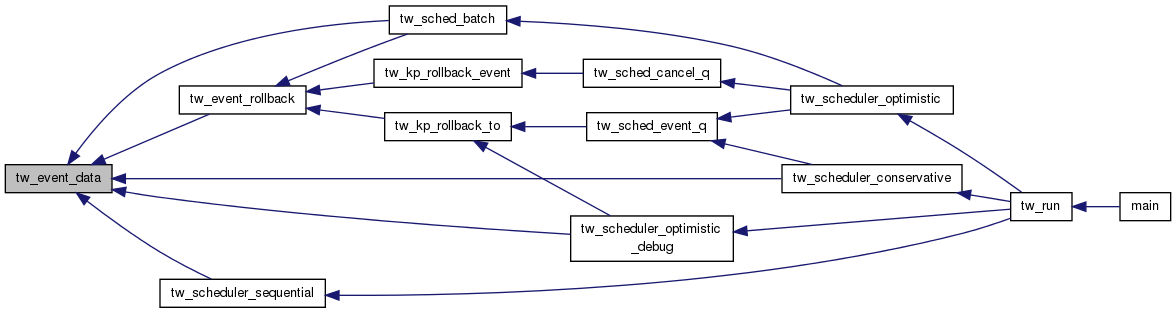 tw_sched_batch
tw_kp_rollback_event
tw_sched_cancel_q
tw_event_rollback
tw_scheduler_optimistic
tw_kp_rollback_to
tw_sched_event_q
tw_event_data
tw_scheduler_conservative
tw_run
main
tw_scheduler_optimistic
_debug
tw_scheduler_sequential